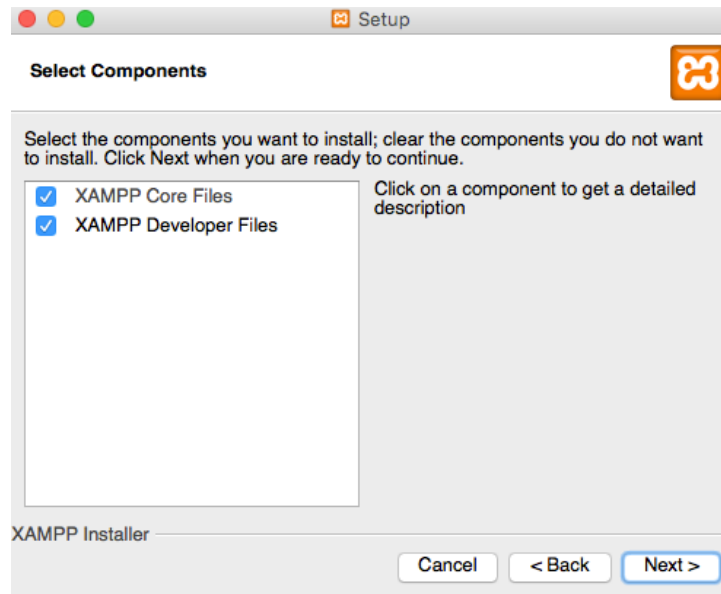 Setup
Select Components
Select the components you want to install; clear the components you do not want
to install. Click Next when you are ready to continue.
XAMPP Core Files
XAMPP Developer Files
Click on a component to get a detailed
description
XAMPP Installer
Cancel
< Back
Next >